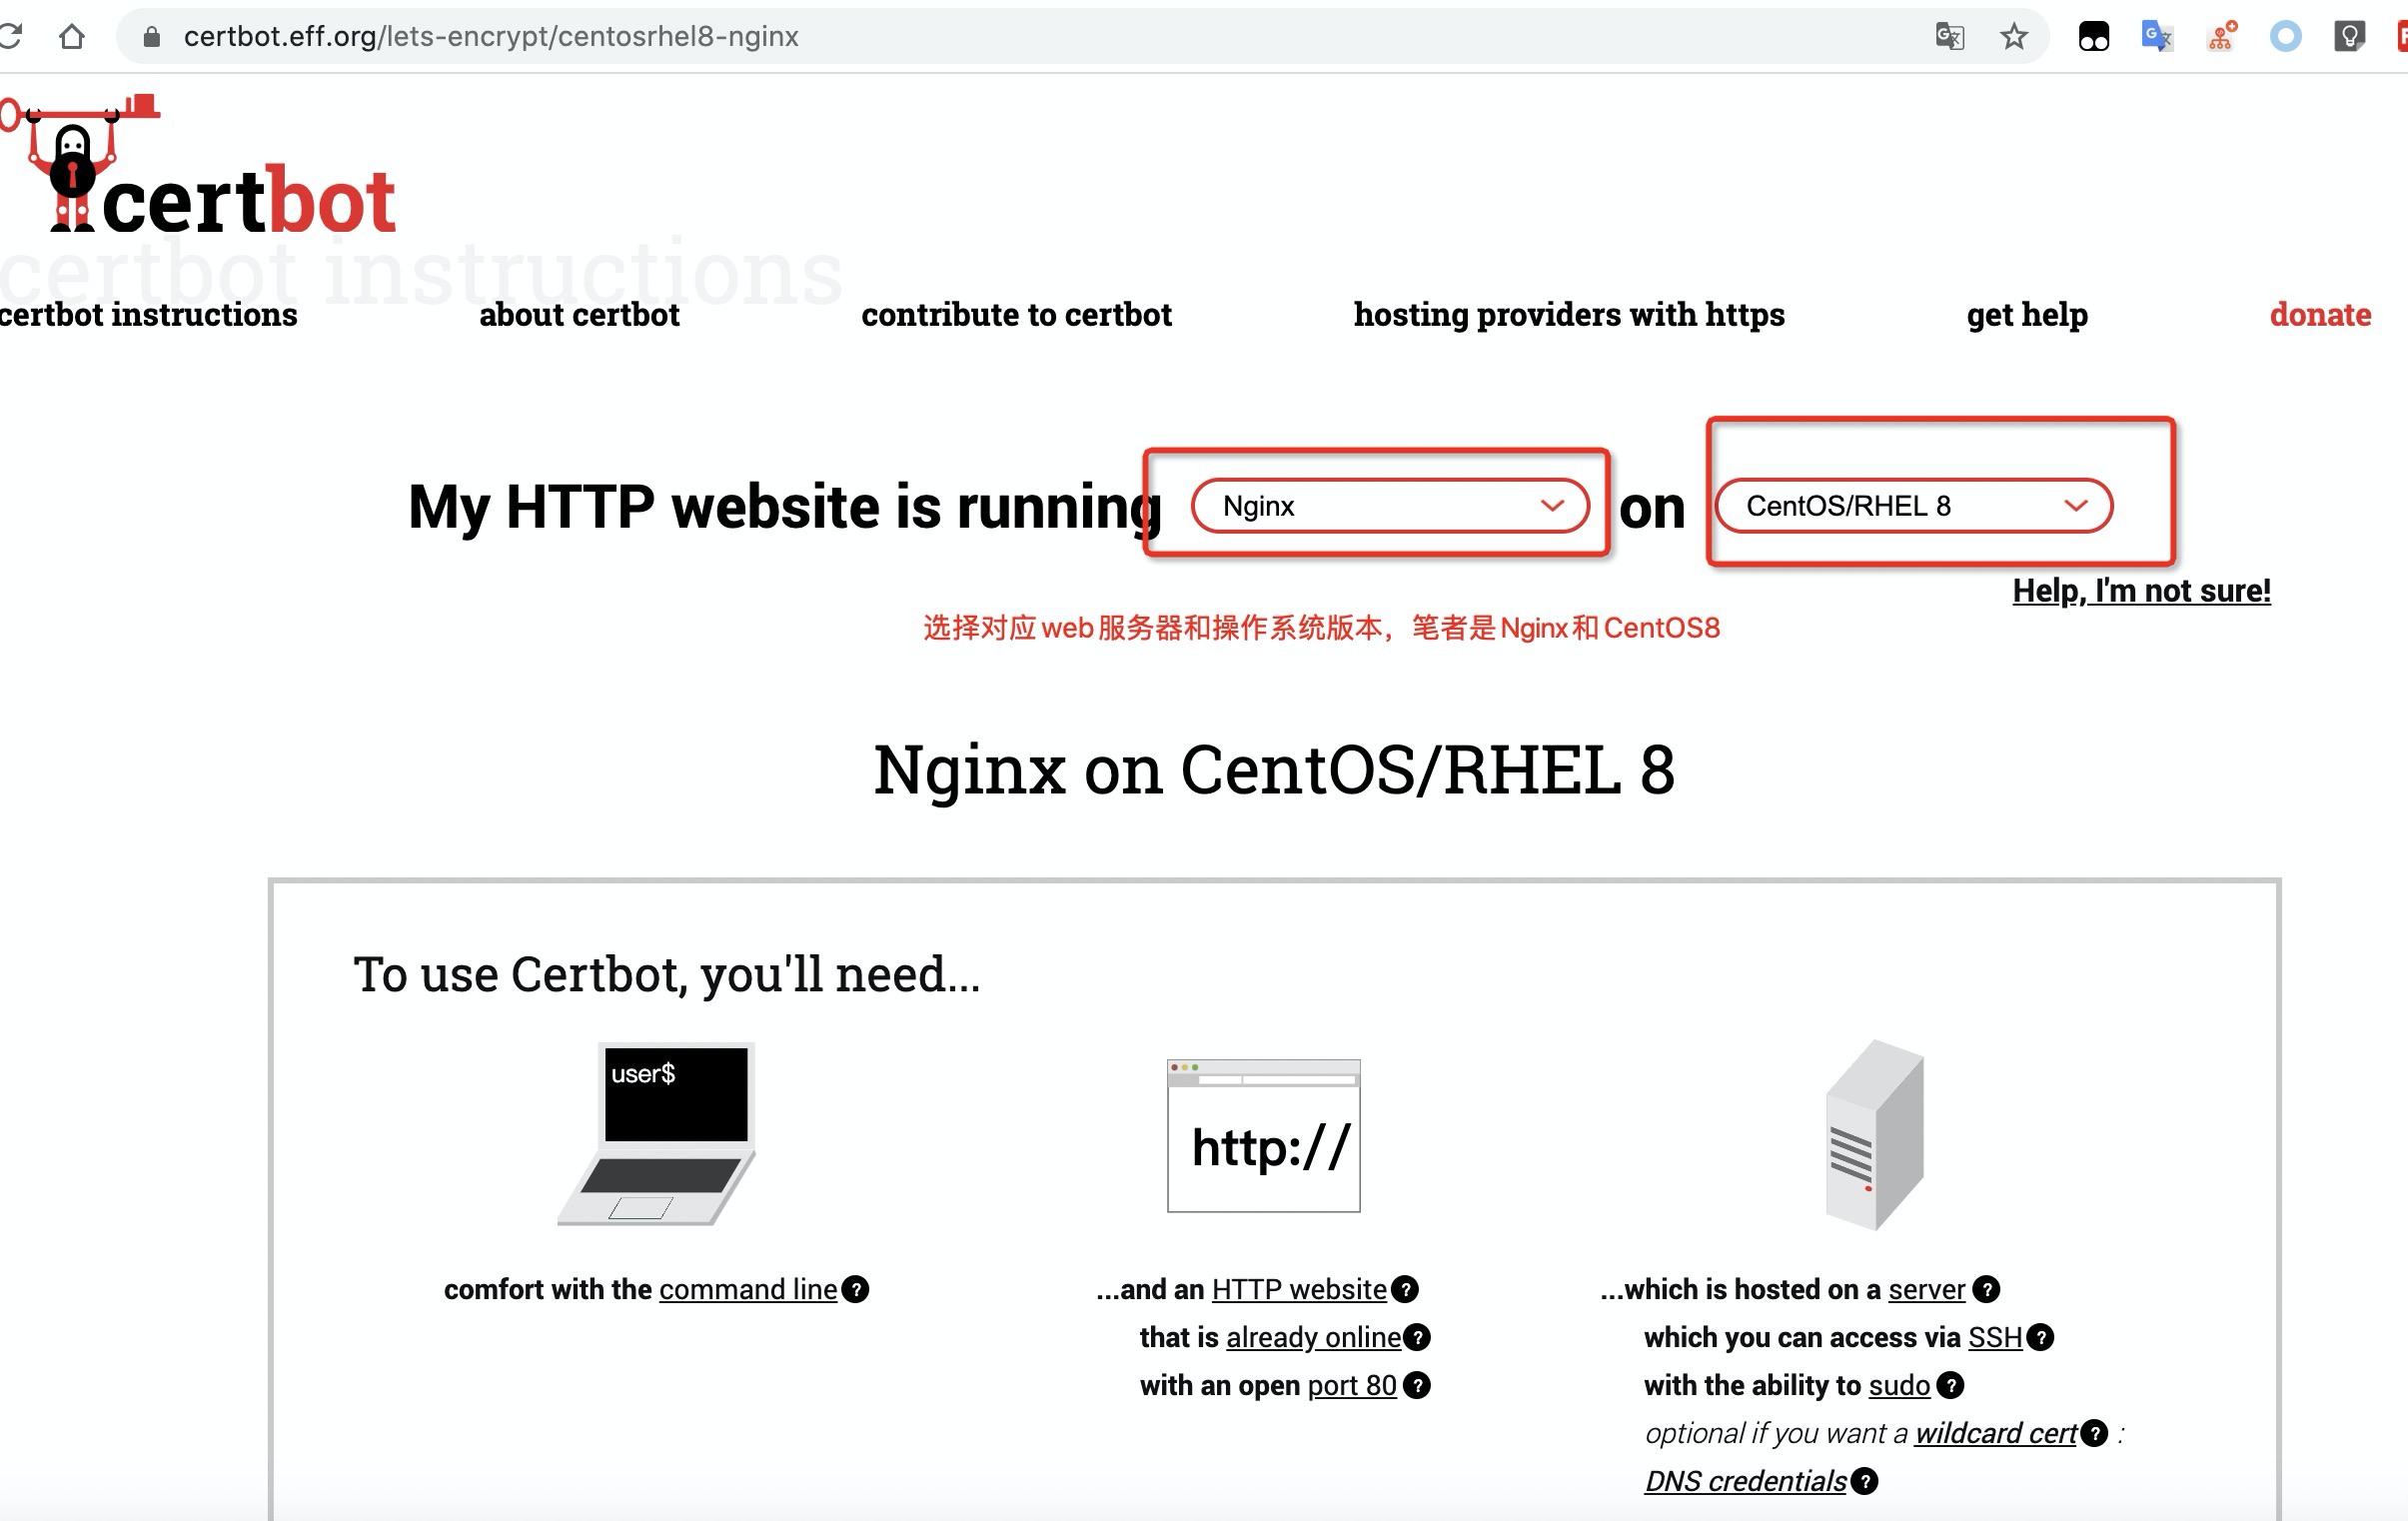 certbot.eff.org/lets-encrypt/centosrhel8-nginx
certbot
certbot instructions
certbot instructions about certbot contribute to certbot hosting providers with https get help donate
My HTTP website is running Nginx on CentOS/RHEL 8
Help, I'm not sure!
选择对应web服务器和操作系统版本，笔者是Nginx和CentOS8
Nginx on CentOS/RHEL 8
To use Certbot, you'll need...
user$
http://
comfort with the command line ?
...and an HTTP website ?
that is already online ?
with an open port 80 ?
...which is hosted on a server ?
which you can access via SSH ?
with the ability to sudo ?
optional if you want a wildcard cert ? :
DNS credentials ?